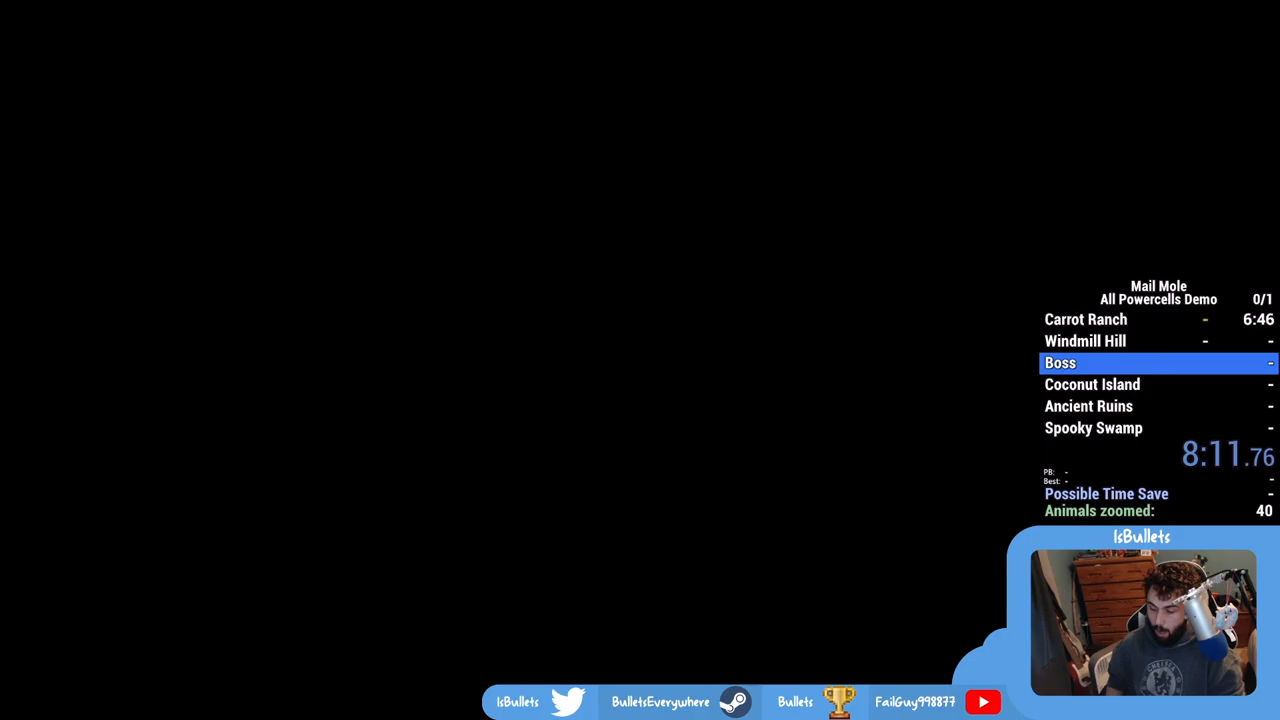 Mail Mole
All Powercells Demo 0/1
Carrot Ranch - 6:46
Windmill Hill - -
Boss -
Coconut Island -
Ancient Ruins -
Spooky Swamp -
8:11.76
PB: -
Best: - -
Possible Time Save -
Animals zoomed: 40
IsBullets
CHELSEA
IsBullets BulletsEverywhere Bullets FailGuy998877